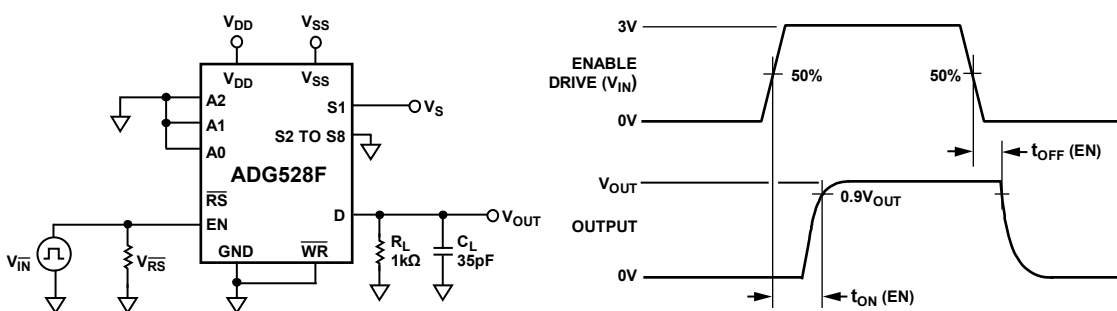 VDD
VSS
VDD
VSS
A2
A1
A0
S1
VS
S2 TO S8
ADG528F
RS
EN
D
VOUT
GND
WR
VIN
VRS
RL
1kΩ
CL
35pF
3V
ENABLE
DRIVE (VIN)
50%
50%
0V
tOFF (EN)
VOUT
0.9VOUT
OUTPUT
0V
tON (EN)